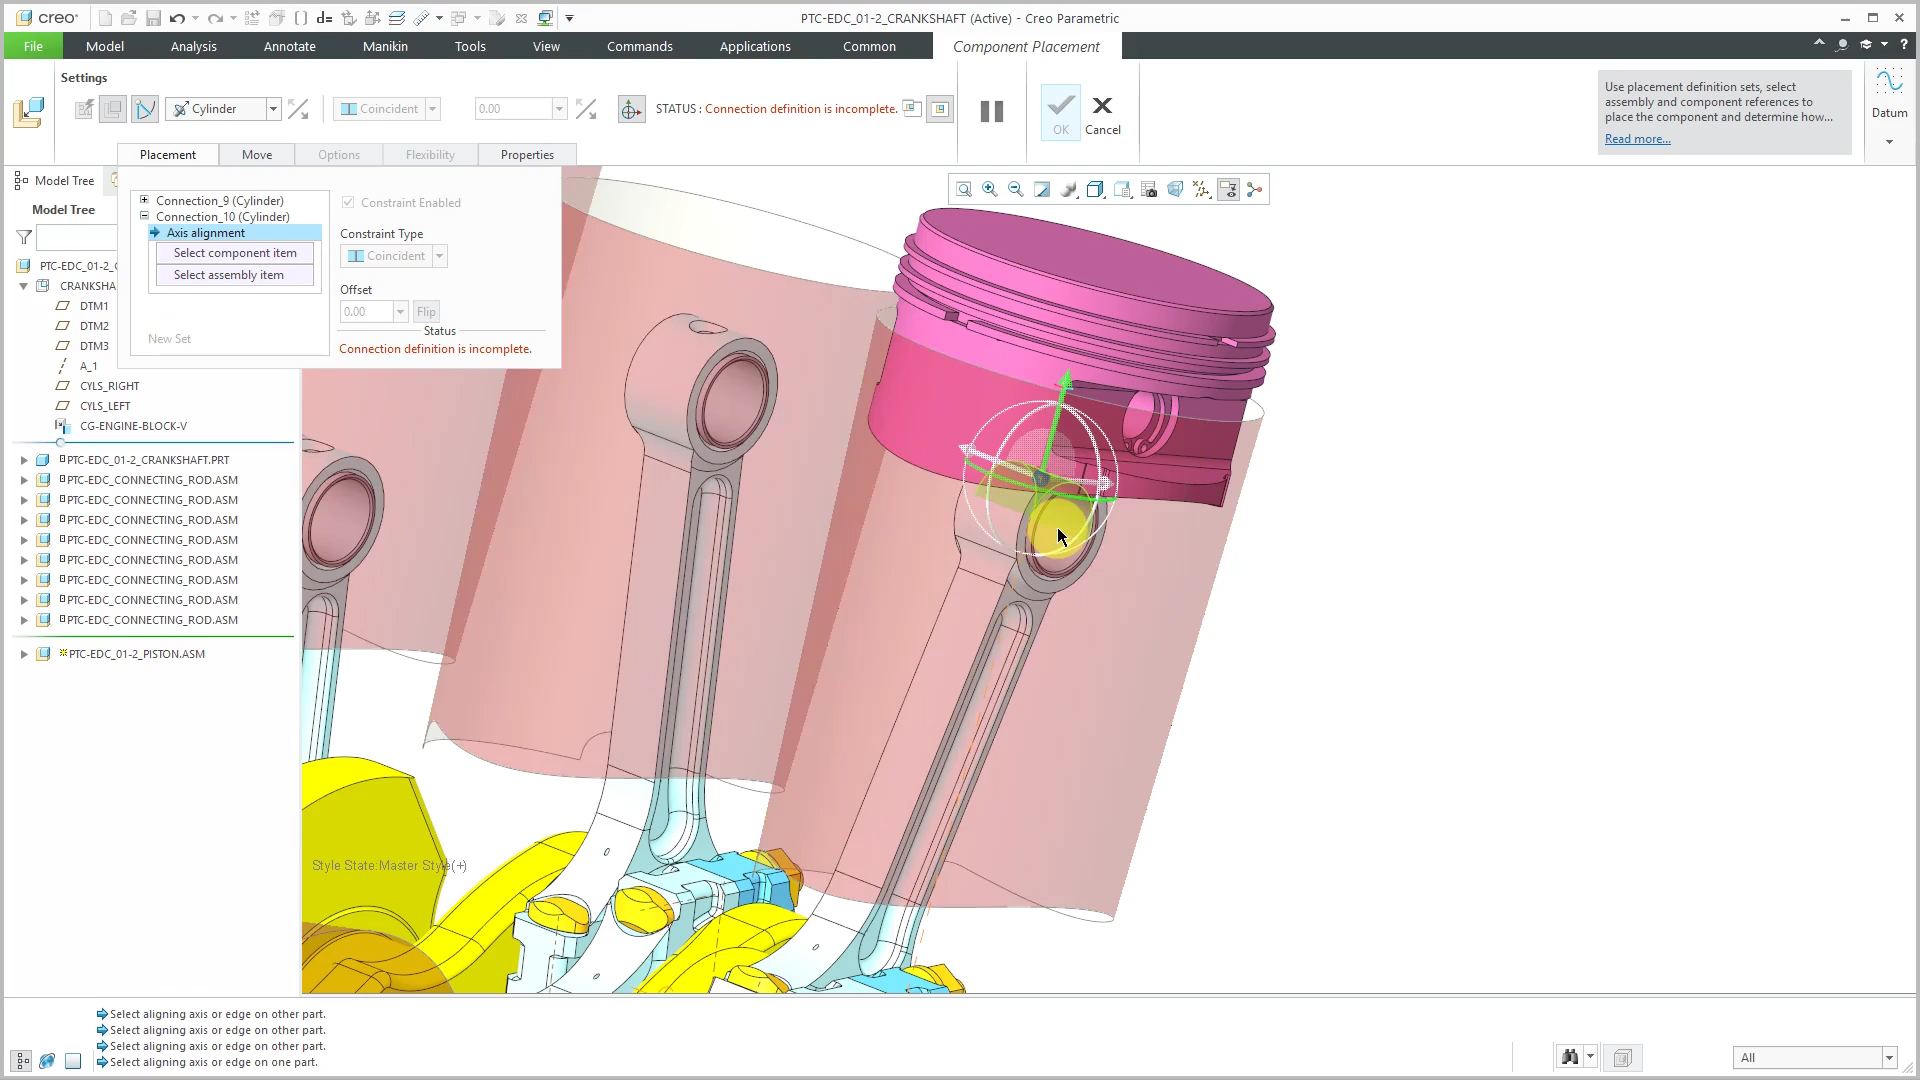 creo
PTC-EDC_01-2_CRANKSHAFT (Active) - Creo Parametric
File
Model
Analysis
Annotate
Manikin
Tools
View
Commands
Applications
Common
Component Placement
Settings
Cylinder
Coincident
0.00
STATUS : Connection definition is incomplete.
OK
Cancel
Use placement definition sets, select
assembly and component references to
place the component and determine how...
Read more...
Datum
Placement
Move
Options
Flexibility
Properties
Model Tree
Model Tree
PTC-EDC_01-2_C
CRANKSHA
DTM1
DTM2
DTM3
A_1
CYLS_RIGHT
CYLS_LEFT
CG-ENGINE-BLOCK-V
PTC-EDC_01-2_CRANKSHAFT.PRT
PTC-EDC_CONNECTING_ROD.ASM
PTC-EDC_CONNECTING_ROD.ASM
PTC-EDC_CONNECTING_ROD.ASM
PTC-EDC_CONNECTING_ROD.ASM
PTC-EDC_CONNECTING_ROD.ASM
PTC-EDC_CONNECTING_ROD.ASM
PTC-EDC_CONNECTING_ROD.ASM
PTC-EDC_CONNECTING_ROD.ASM
PTC-EDC_01-2_PISTON.ASM
Connection_9 (Cylinder)
Connection_10 (Cylinder)
Axis alignment
Select component item
Select assembly item
New Set
Constraint Enabled
Constraint Type
Coincident
Offset
0.00
Flip
Status
Connection definition is incomplete.
Style State:Master Style(+)
Select aligning axis or edge on other part.
Select aligning axis or edge on other part.
Select aligning axis or edge on other part.
Select aligning axis or edge on one part.
All